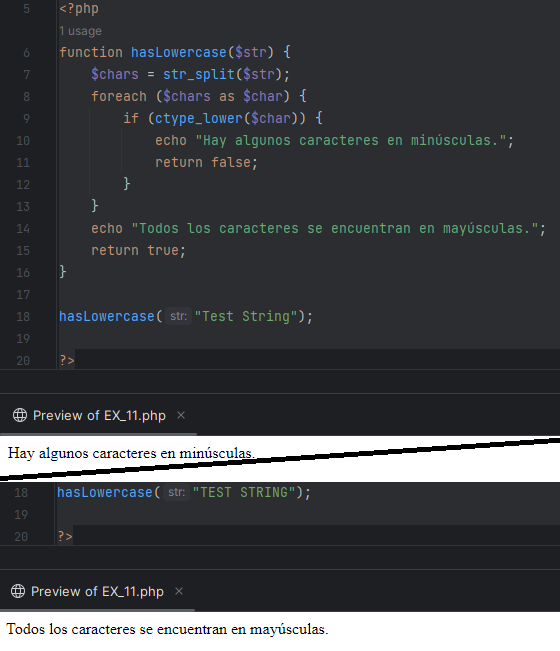 5 <?php
1 usage
6 function hasLowercase($str) {
7 $chars = str_split($str);
8 foreach ($chars as $char) {
9 if (ctype_lower($char)) {
10 echo "Hay algunos caracteres en minúsculas.";
11 return false;
12 }
13 }
14 echo "Todos los caracteres se encuentran en mayúsculas.";
15 return true;
16 }
17
18 hasLowercase( str: "Test String");
19
20 ?>
Preview of EX_11.php ×
Hay algunos caracteres en minúsculas.
18 hasLowercase( str: "TEST STRING");
19
20 ?>
Preview of EX_11.php ×
Todos los caracteres se encuentran en mayúsculas.